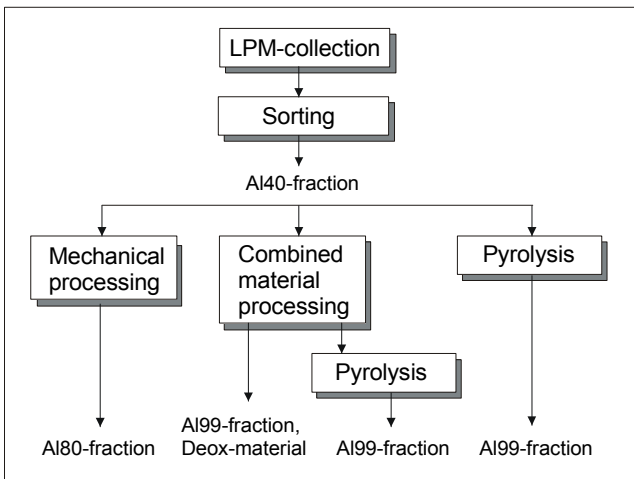 LPM-collection
Sorting
Al40-fraction
Mechanical
processing
Combined
material
processing
Pyrolysis
Pyrolysis
Al80-fraction
Al99-fraction,
Deox-material
Al99-fraction
Al99-fraction